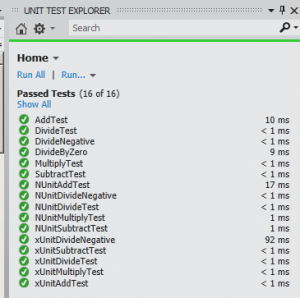 UNIT TEST EXPLORER
Search
Home
Run All | Run...
Passed Tests (16 of 16)
Show All
AddTest 10 ms
DivideTest < 1 ms
DivideNegative < 1 ms
DivideByZero 9 ms
MultiplyTest < 1 ms
SubtractTest < 1 ms
NUnitAddTest 17 ms
NUnitDivideNegative < 1 ms
NUnitDivideTest < 1 ms
NUnitMultiplyTest 1 ms
NUnitSubtractTest 1 ms
xUnitDivideNegative 92 ms
xUnitSubtractTest < 1 ms
xUnitDivideTest < 1 ms
xUnitMultiplyTest < 1 ms
xUnitAddTest < 1 ms